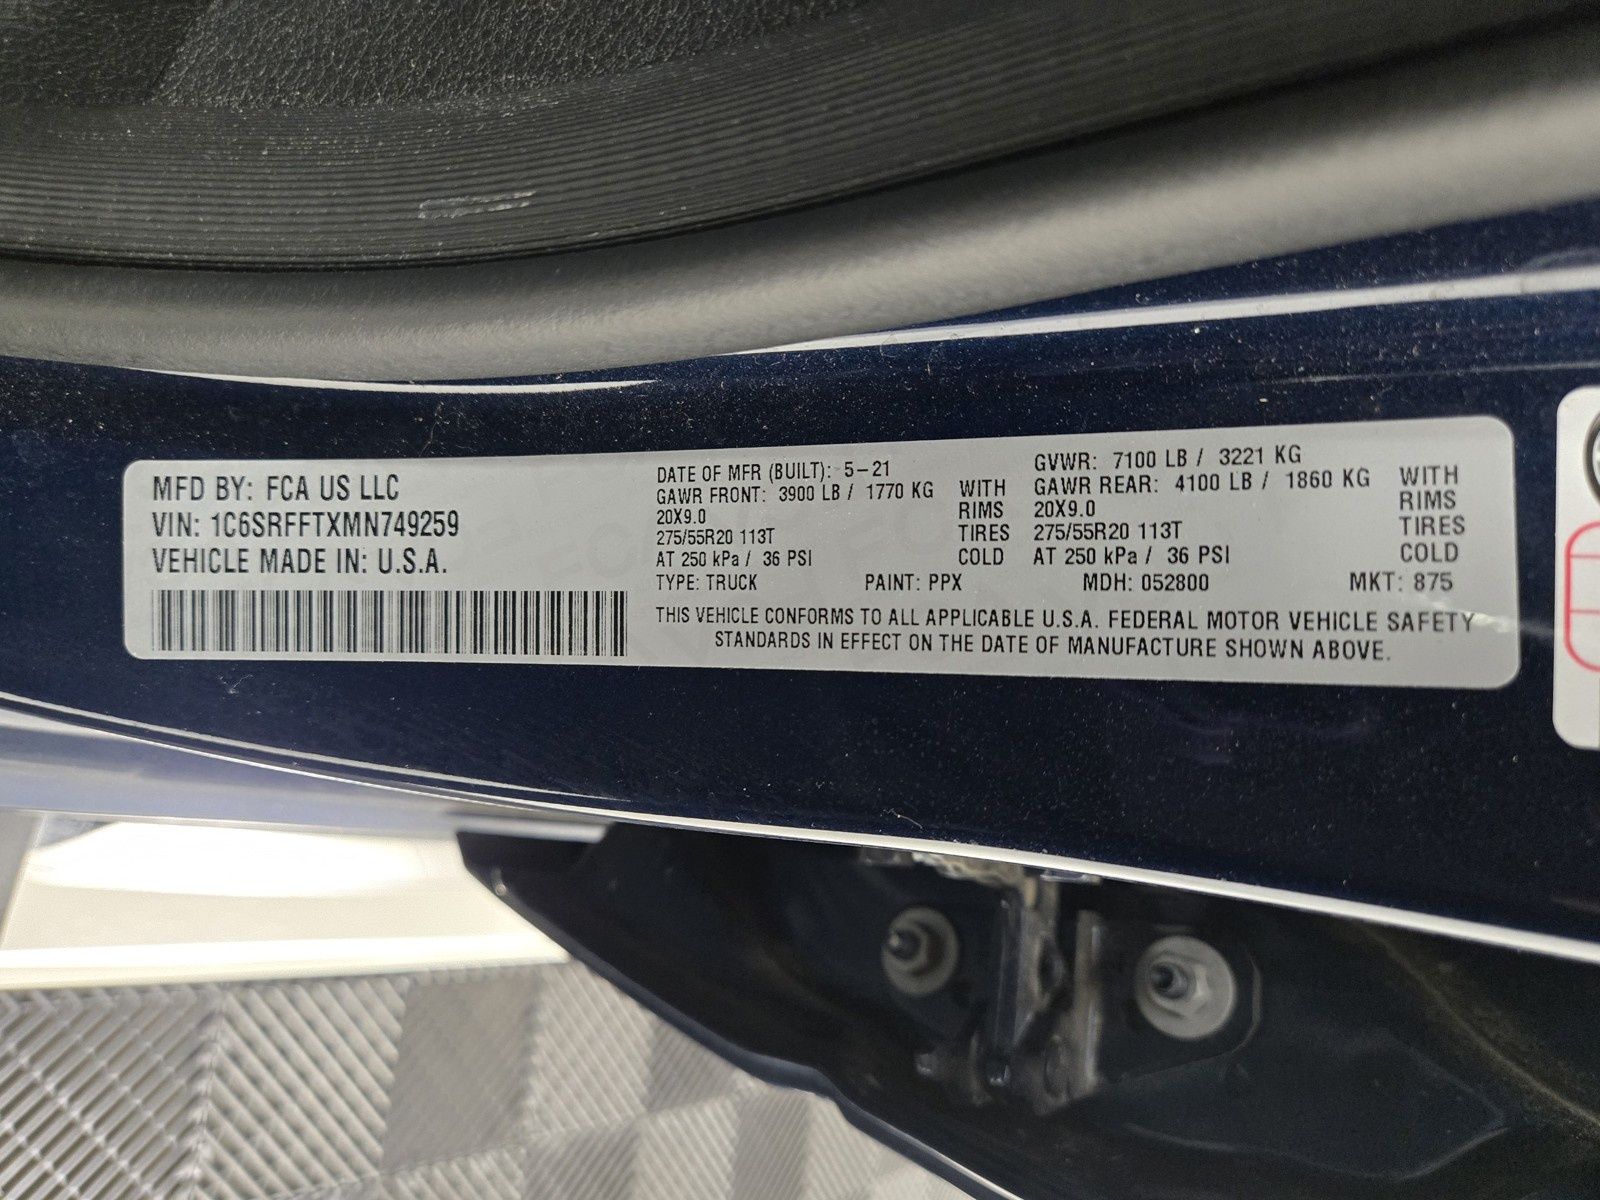 MFD BY: FCA US LLC
VIN: 1C6SRFFTXMN749259
VEHICLE MADE IN: U.S.A.
DATE OF MFR (BUILT): 5-21
GAWR FRONT: 3900 LB / 1770 KG WITH
20X9.0 RIMS
275/55R20 113T TIRES
AT 250 kPa / 36 PSI COLD
GVWR: 7100 LB / 3221 KG
GAWR REAR: 4100 LB / 1860 KG WITH
20X9.0 RIMS
275/55R20 113T TIRES
AT 250 kPa / 36 PSI COLD
TYPE: TRUCK PAINT: PPX MDH: 052800 MKT: 875
THIS VEHICLE CONFORMS TO ALL APPLICABLE U.S.A. FEDERAL MOTOR VEHICLE SAFETY
STANDARDS IN EFFECT ON THE DATE OF MANUFACTURE SHOWN ABOVE.